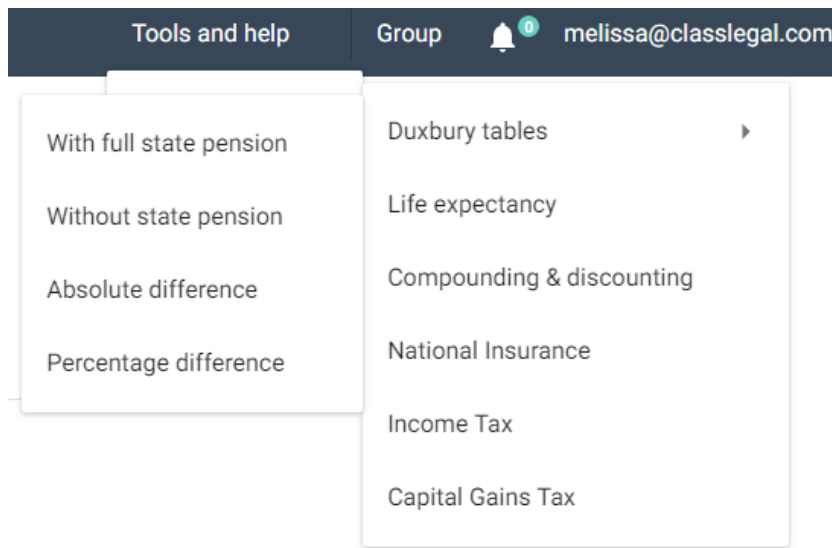 Tools and help
Group
0
melissa@classlegal.com
With full state pension
Without state pension
Absolute difference
Percentage difference
Duxbury tables
Life expectancy
Compounding & discounting
National Insurance
Income Tax
Capital Gains Tax